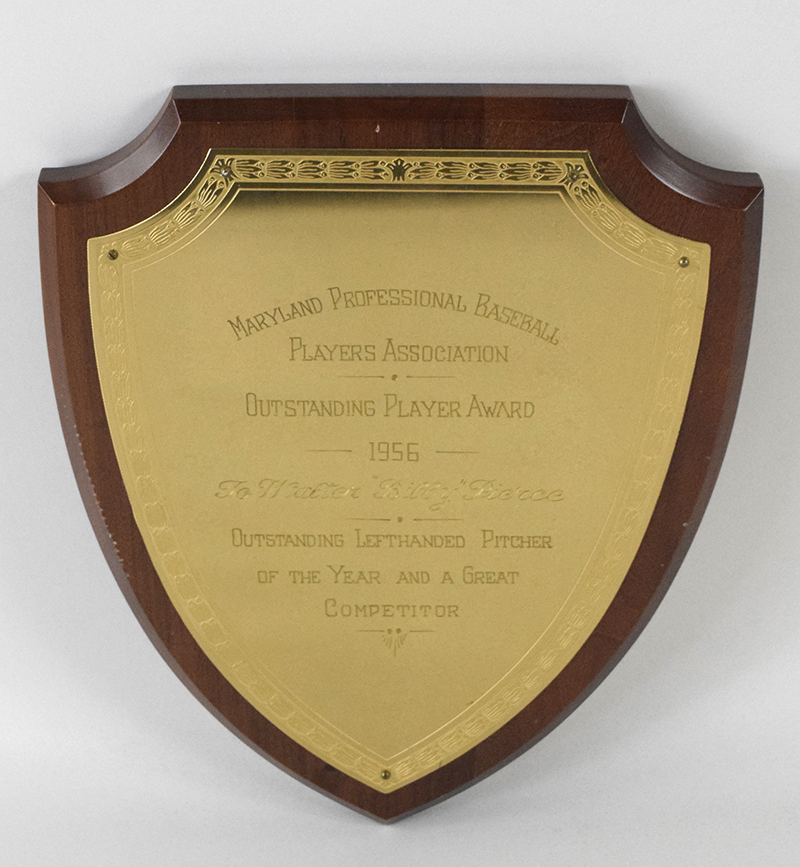 MARYLAND PROFESSIONAL BASEBALL
PLAYERS ASSOCIATION
OUTSTANDING PLAYER AWARD
1956
To Walter "Billy" Pierce
OUTSTANDING LEFTHANDED PITCHER
OF THE YEAR AND A GREAT
COMPETITOR